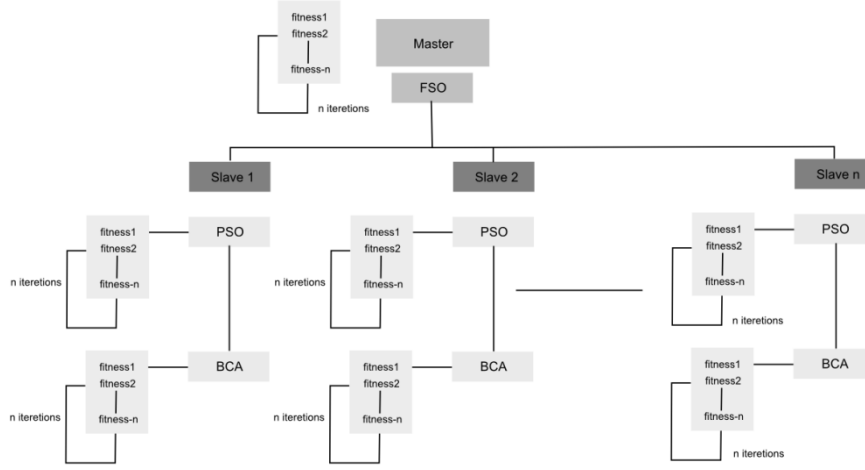 fitness1
fitness2
fitness-n
n iteretions
Master
FSO
Slave 1
Slave 2
Slave n
fitness1
fitness2
fitness-n
n iteretions
PSO
fitness1
fitness2
fitness-n
n iteretions
PSO
fitness1
fitness2
fitness-n
n iteretions
PSO
fitness1
fitness2
fitness-n
n iteretions
BCA
fitness1
fitness2
fitness-n
n iteretions
BCA
fitness1
fitness2
fitness-n
n iteretions
BCA